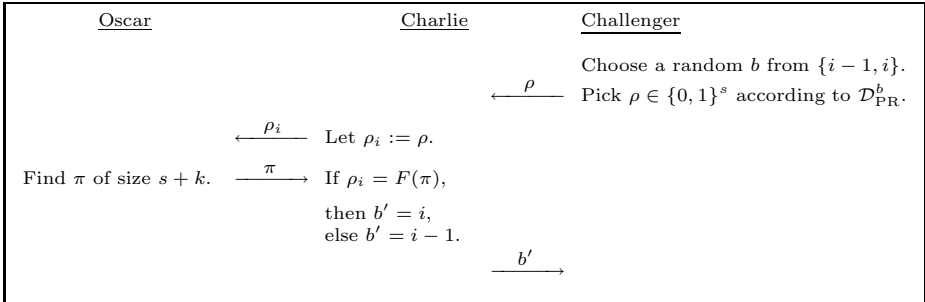 Oscar Charlie Challenger
Choose a random b from {i − 1, i}.
ρ Pick ρ ∈ {0, 1}^s according to 𝒟^b_PR.
ρ_i Let ρ_i := ρ.
Find π of size s + k. π If ρ_i = F(π),
then b′ = i,
else b′ = i − 1.
b′